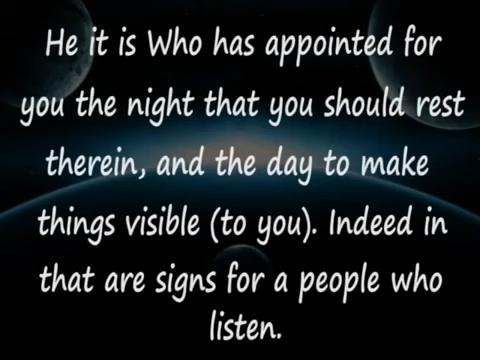 He it is Who has appointed for
you the night that you should rest
therein, and the day to make
things visible (to you). Indeed in
that are signs for a people who
listen.